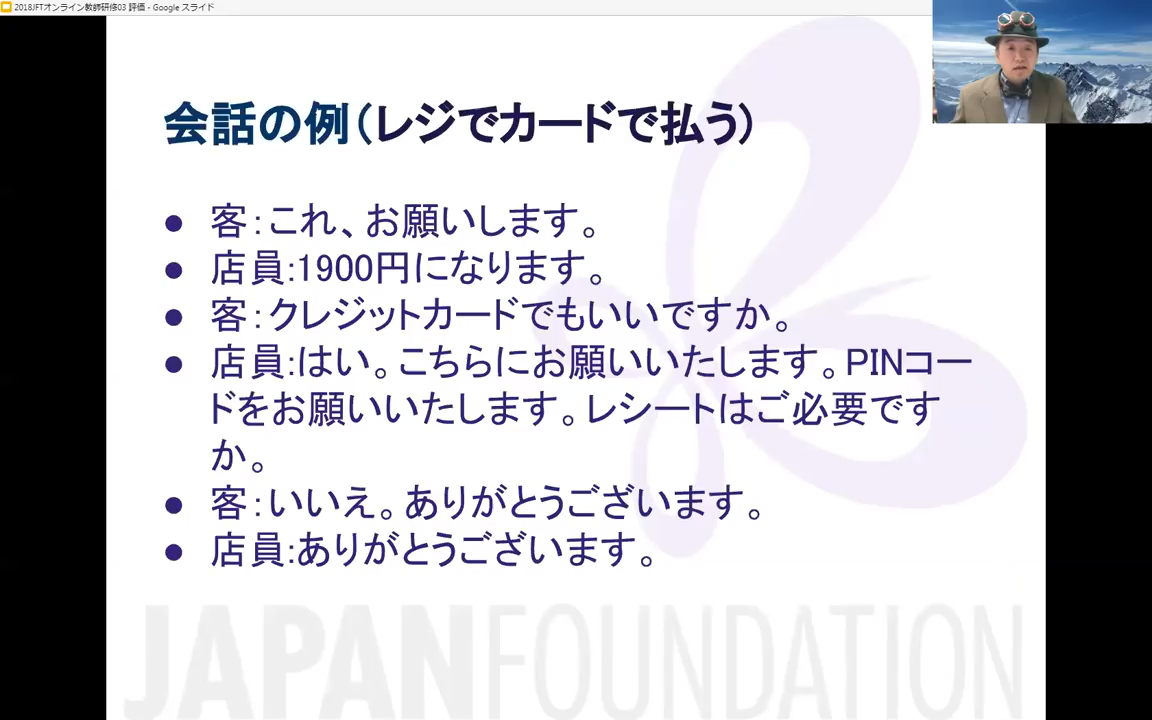 2018JFTオンライン教師研修03 評価 - Google スライド
会話の例（レジでカードで払う）
● 客：これ、お願いします。
● 店員:1900円になります。
● 客：クレジットカードでもいいですか。
● 店員:はい。こちらにお願いいたします。PINコー
ドをお願いいたします。レシートはご必要です
か。
● 客：いいえ。ありがとうございます。
● 店員:ありがとうございます。
JAPANFOUNDATION